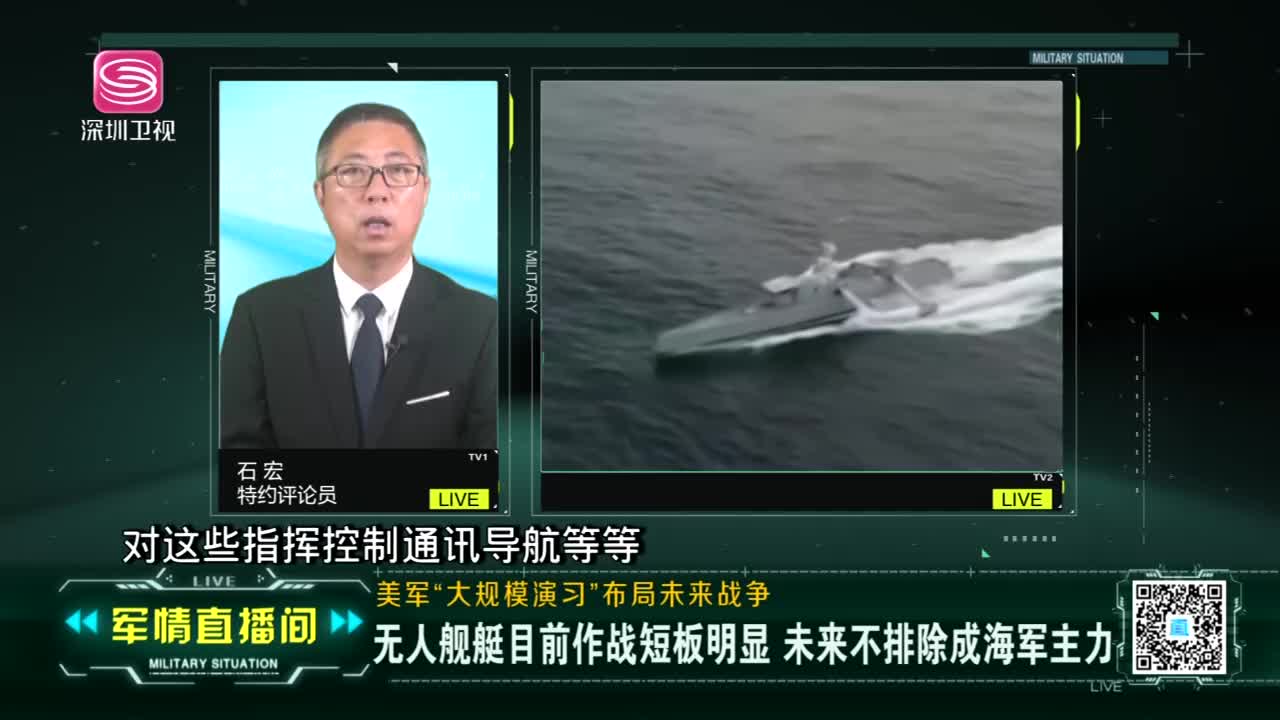 MILITARY SITUATION
深圳卫视
MILITARY
MILITARY
石宏
特约评论员
TV1
LIVE
TV2
LIVE
对这些指挥控制通讯导航等等
LIVE
军情直播间
MILITARY SITUATION
美军“大规模演习”布局未来战争
无人舰艇目前作战短板明显 未来不排除成海军主力
直
LIVE